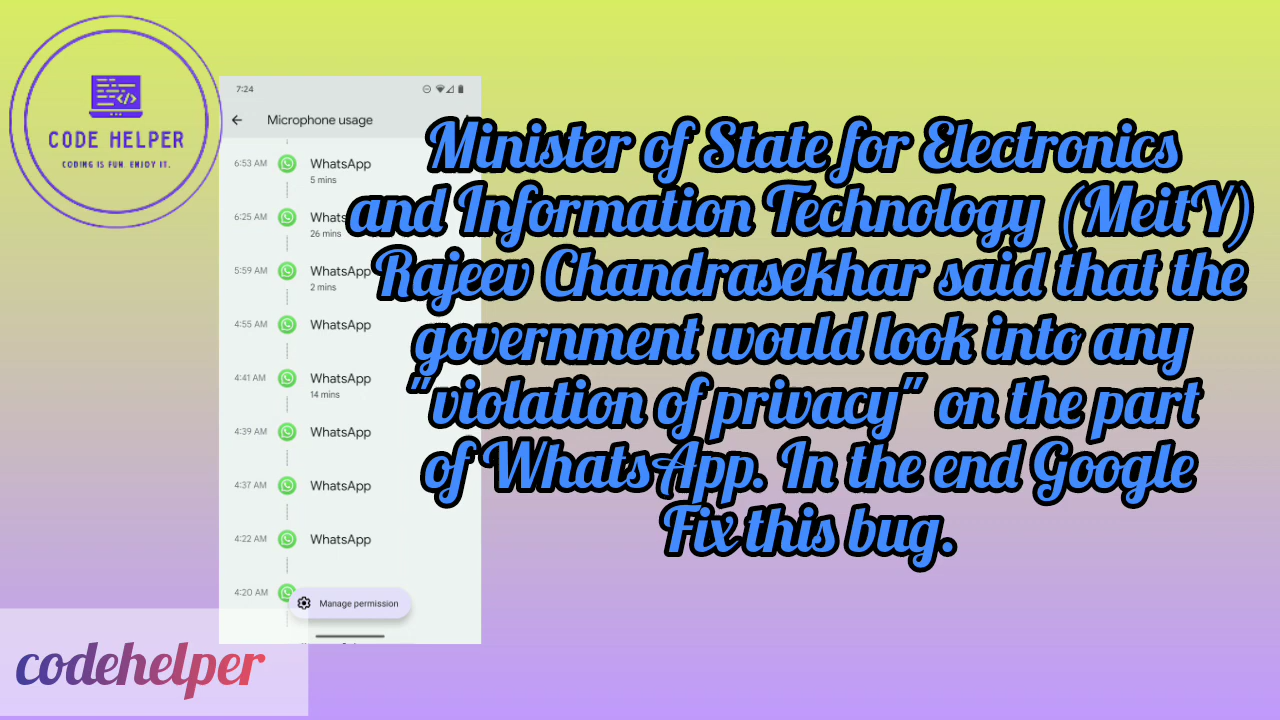 CODE HELPER
CODING IS FUN ENJOY IT.
7:24
Microphone usage
6:53 AM WhatsApp
5 mins
6:25 AM Whats
26 mins
5:59 AM WhatsApp
2 mins
4:55 AM WhatsApp
4:41 AM WhatsApp
14 mins
4:39 AM WhatsApp
4:37 AM WhatsApp
4:22 AM WhatsApp
4:20 AM
Manage permission
Minister of State for Electronics
and Information Technology (MeitY)
Rajeev Chandrasekhar said that the
government would look into any
"violation of privacy" on the part
of WhatsApp. In the end Google
Fix this bug.
codehelper